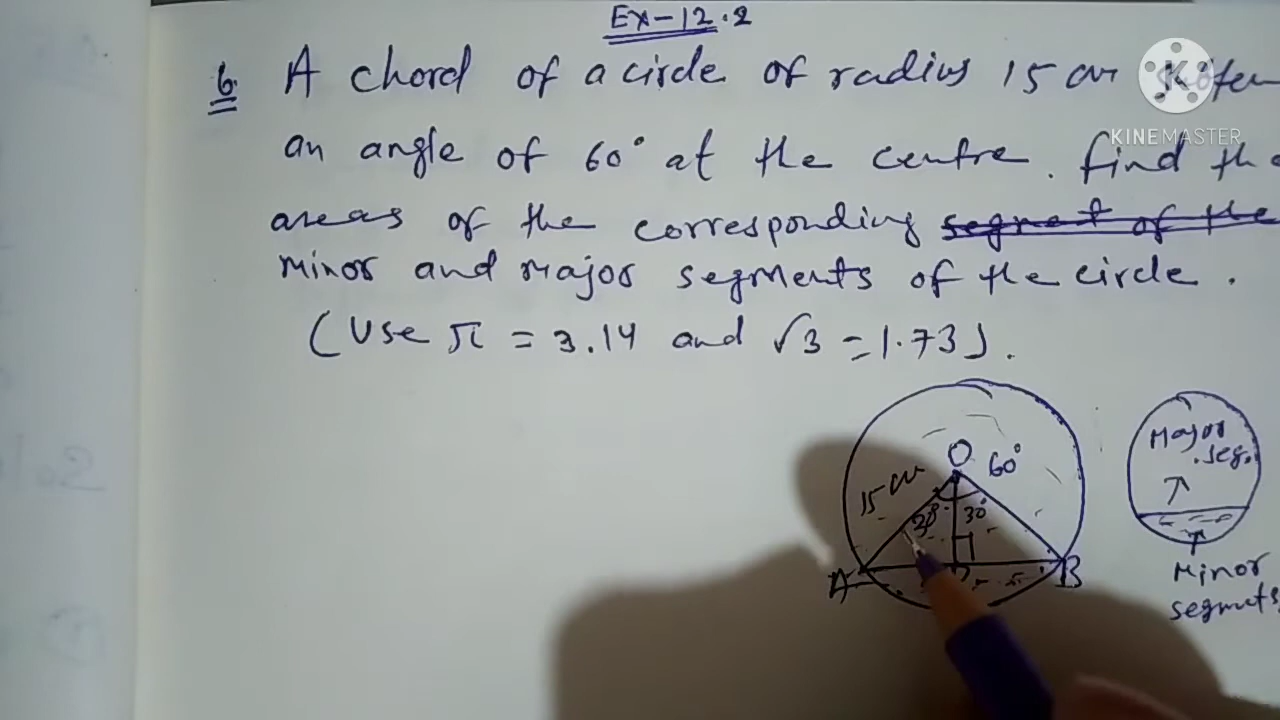 Ex-12.2
6 A chord of a circle of radius 15 cm
an angle of 60° at the centre. find the
areas of the corresponding segment of the
minor and major segments of the circle.
(Use π = 3.14 and √3 = 1.73).
KINEMASTER
O 60°
15 cm
30°
A B
Major
seg.
Minor
segments